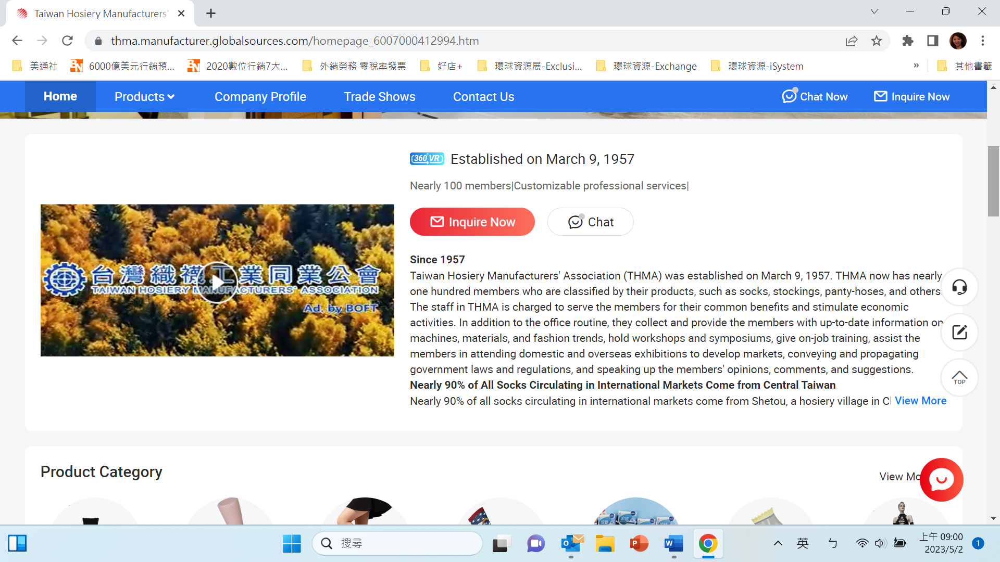 Taiwan Hosiery Manufacturers'
thma.manufacturer.globalsources.com/homepage_6007000412994.htm
美通社
BN 6000億美元行銷預...
BN 2020數位行銷7大...
外銷勞務 零稅率發票
好店+
環球資源展-Exclusi...
環球資源-Exchange
環球資源-iSystem
»
其他書籤
Home
Products
Company Profile
Trade Shows
Contact Us
Chat Now
Inquire Now
360°VR Established on March 9, 1957
Nearly 100 members|Customizable professional services|
Inquire Now
Chat
台灣織襪工業同業公會
TAIWAN HOSIERY MANUFACTURERS' ASSOCIATION
Ad. by BOFT
Since 1957
Taiwan Hosiery Manufacturers' Association (THMA) was established on March 9, 1957. THMA now has nearly
one hundred members who are classified by their products, such as socks, stockings, panty-hoses, and others.
The staff in THMA is charged to serve the members for their common benefits and stimulate economic
activities. In addition to the office routine, they collect and provide the members with up-to-date information on
machines, materials, and fashion trends, hold workshops and symposiums, give on-job training, assist the
members in attending domestic and overseas exhibitions to develop markets, conveying and propagating
government laws and regulations, and speaking up the members' opinions, comments, and suggestions.
Nearly 90% of All Socks Circulating in International Markets Come from Central Taiwan
Nearly 90% of all socks circulating in international markets come from Shetou, a hosiery village in C View More
TOP
Product Category
View Mo
搜尋
英
ㄅ
上午 09:00
2023/5/2
1